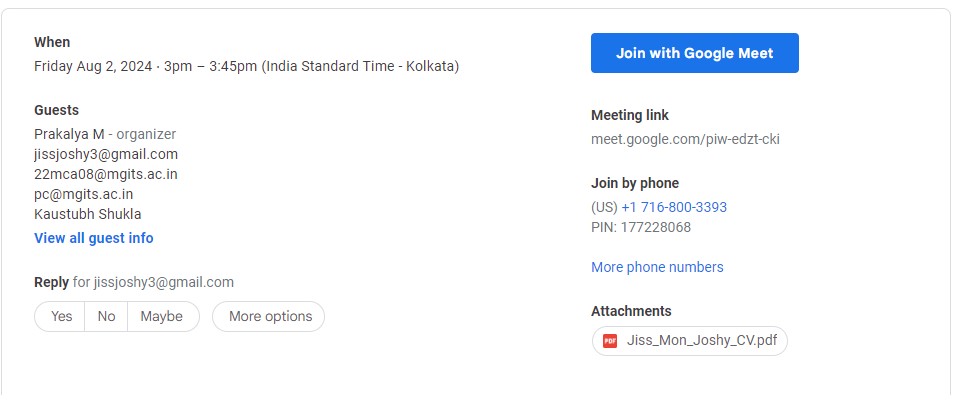 When
Friday Aug 2, 2024 · 3pm – 3:45pm (India Standard Time - Kolkata)
Guests
Prakalya M - organizer
jissjoshy3@gmail.com
22mca08@mgits.ac.in
pc@mgits.ac.in
Kaustubh Shukla
View all guest info
Reply for jissjoshy3@gmail.com
Yes No Maybe More options
Join with Google Meet
Meeting link
meet.google.com/piw-edzt-cki
Join by phone
(US) +1 716-800-3393
PIN: 177228068
More phone numbers
Attachments
PDF Jiss_Mon_Joshy_CV.pdf